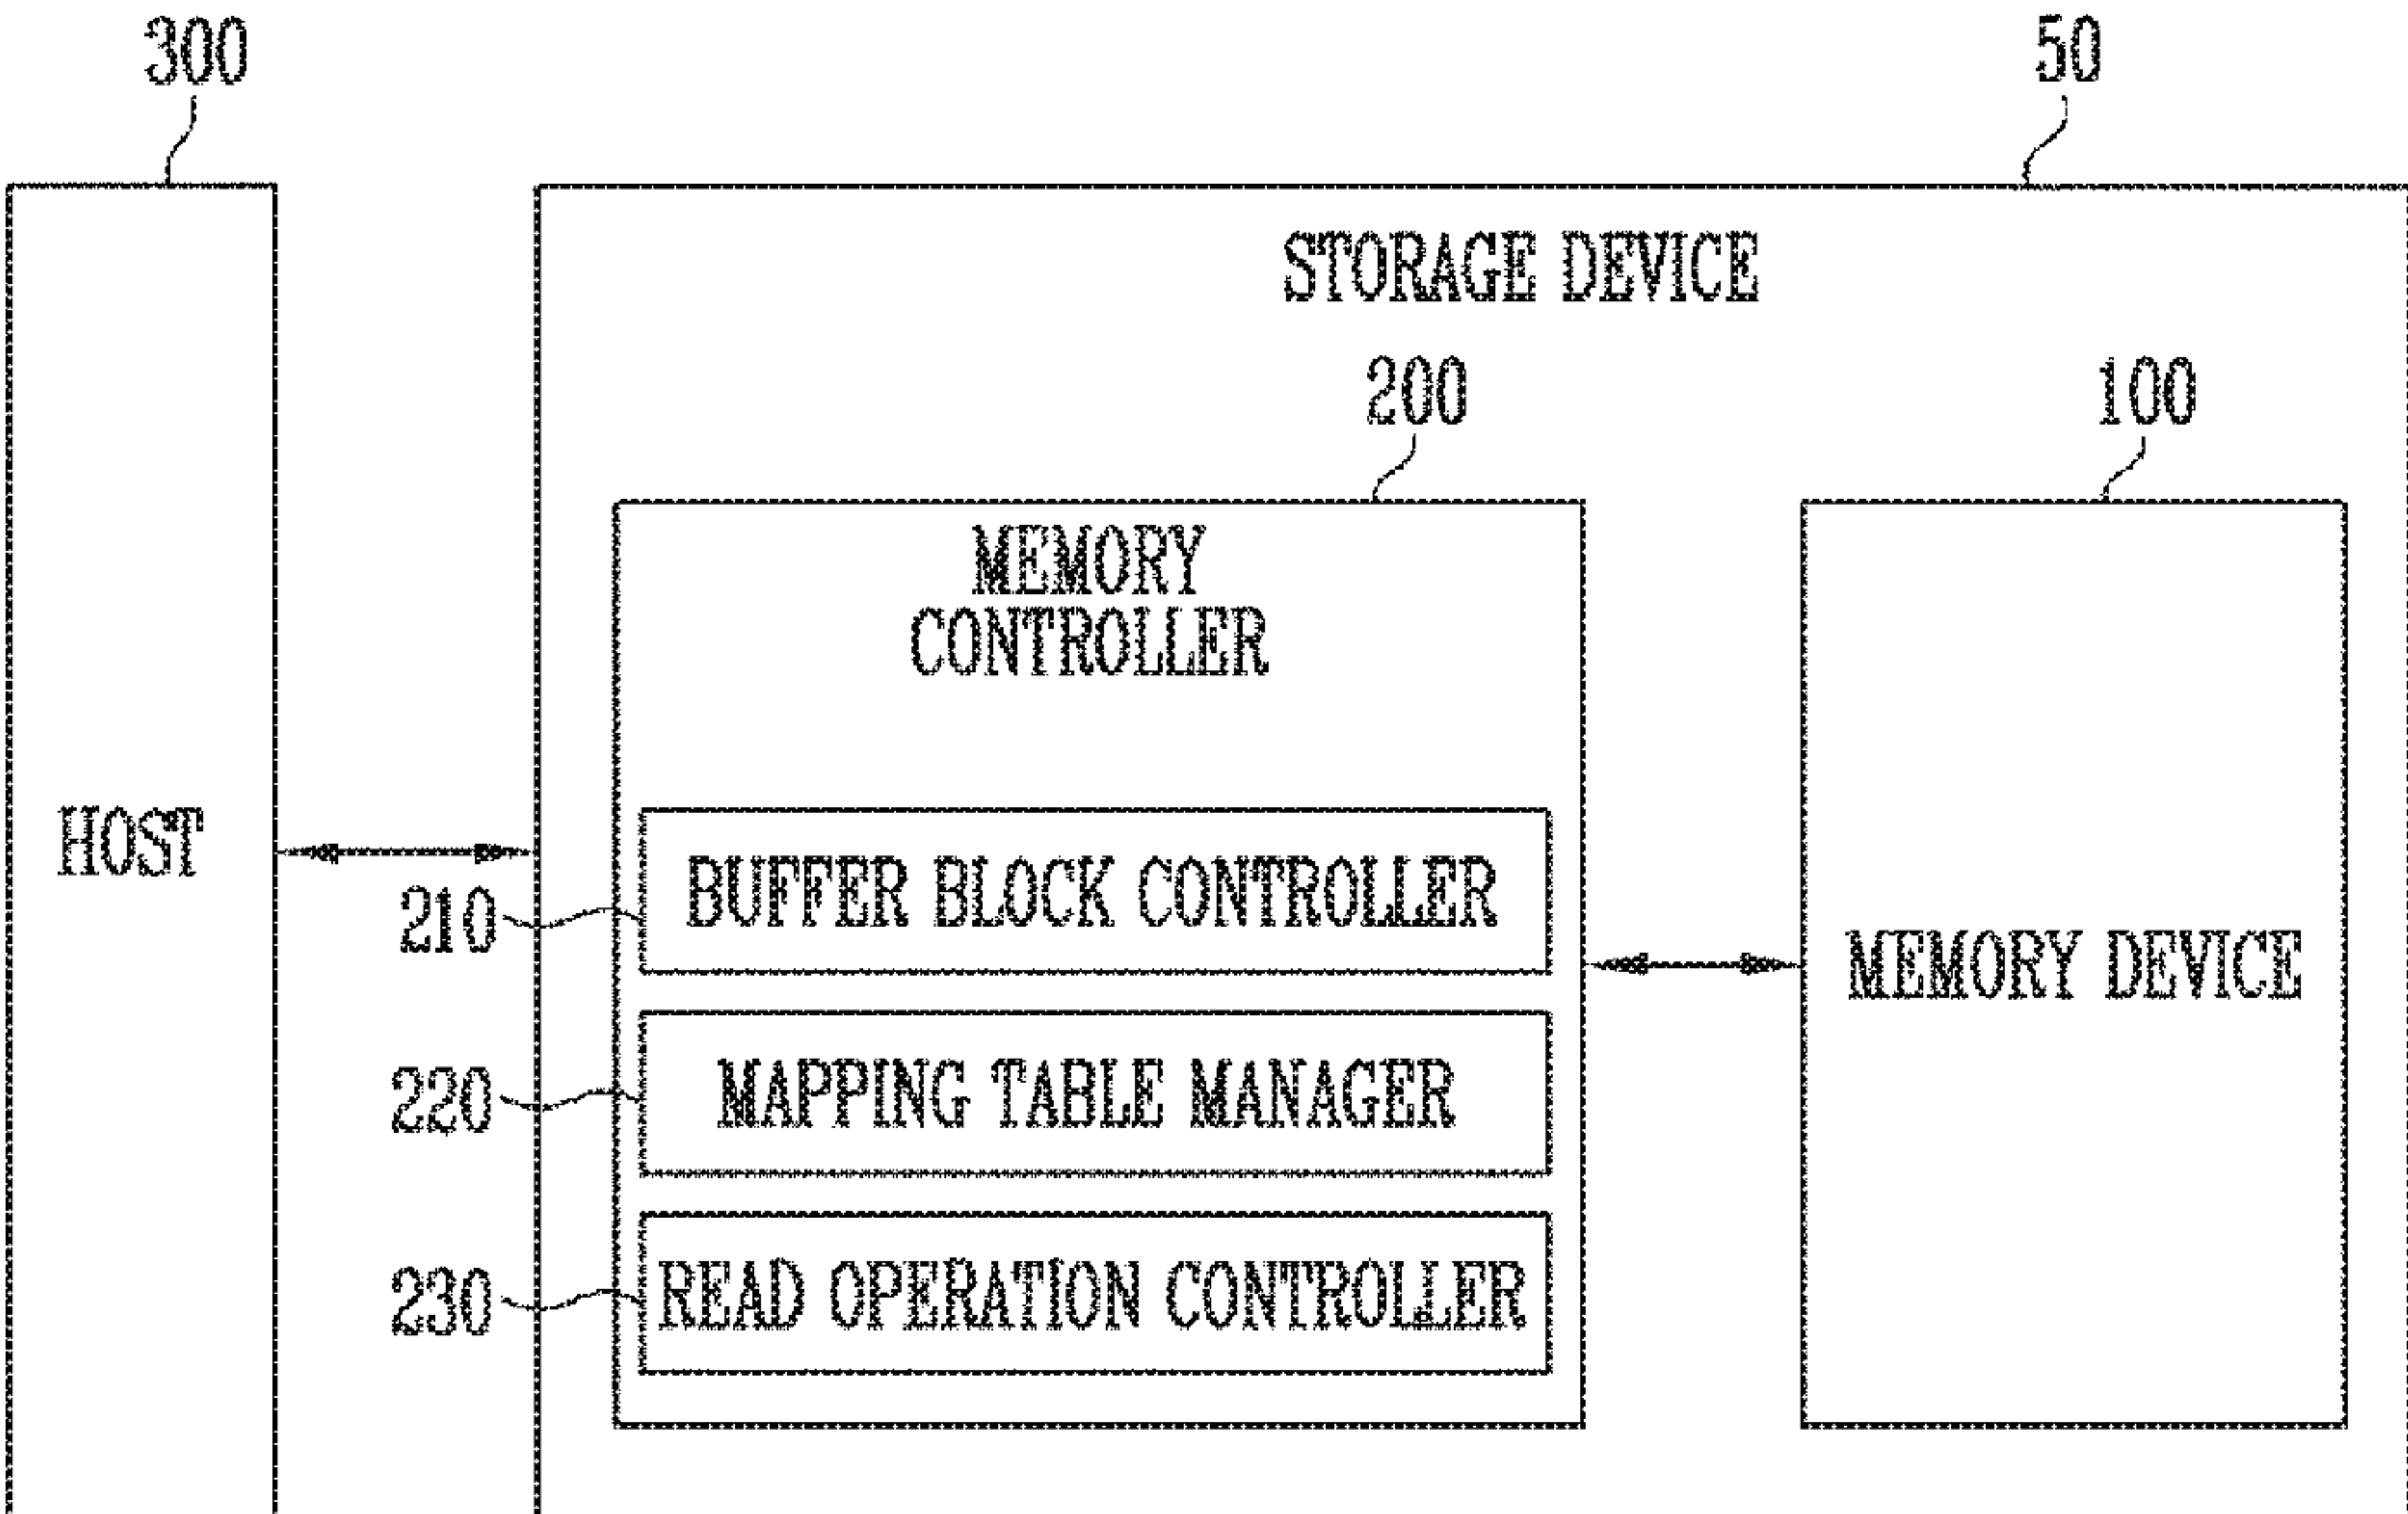 300
50
STORAGE DEVICE
200
100
MEMORY
CONTROLLER
HOST
BUFFER BLOCK CONTROLLER
210
MEMORY DEVICE
MAPPING TABLE MANAGER
220
READ OPERATION CONTROLLER
230